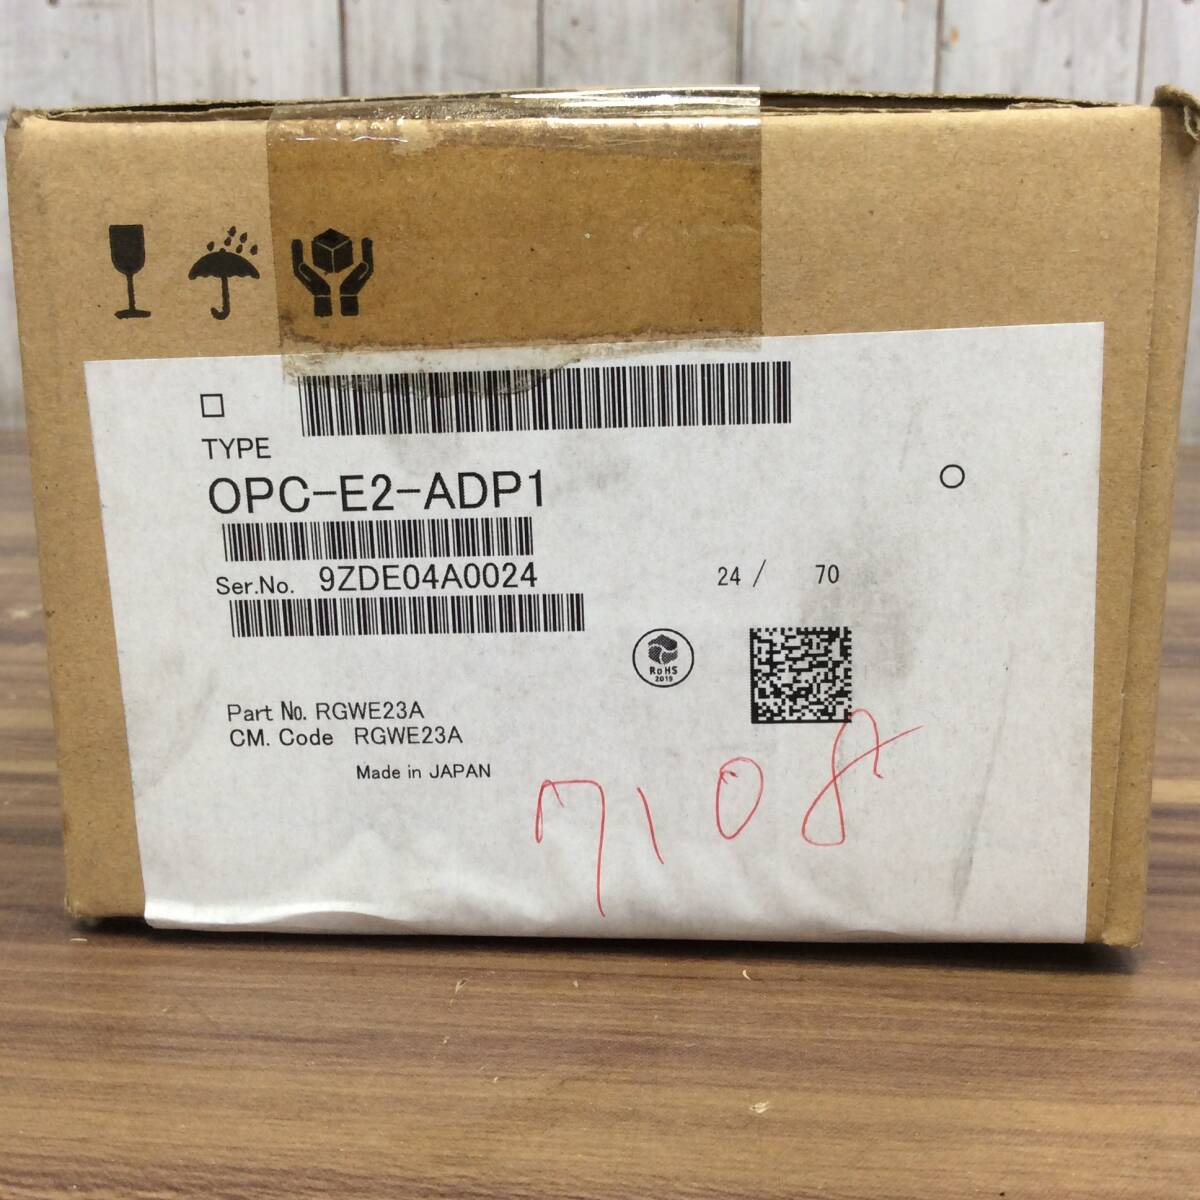 TYPE
OPC-E2-ADP1
Ser.No. 9ZDE04A0024
24 / 70
RoHS
2015
Part No. RGWE23A
CM. Code RGWE23A
Made in JAPAN
7108